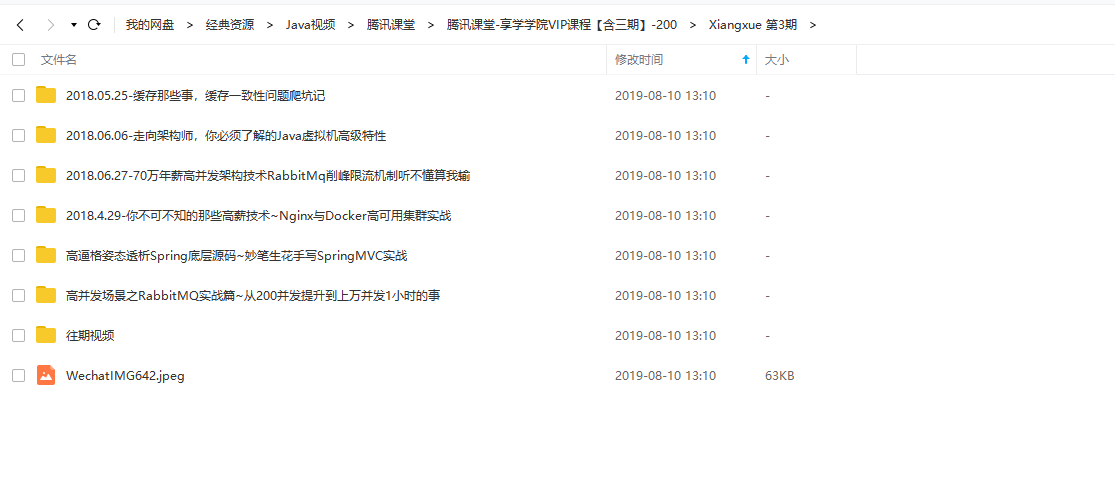 我的网盘 > 经典资源 > Java视频 > 腾讯课堂 > 腾讯课堂-享学学院VIP课程【含三期】-200 > Xiangxue 第3期 >
文件名 修改时间 大小
2018.05.25-缓存那些事，缓存一致性问题爬坑记 2019-08-10 13:10 -
2018.06.06-走向架构师，你必须了解的Java虚拟机高级特性 2019-08-10 13:10 -
2018.06.27-70万年薪高并发架构技术RabbitMq削峰限流机制听不懂算我输 2019-08-10 13:10 -
2018.4.29-你不可不知的那些高薪技术~Nginx与Docker高可用集群实战 2019-08-10 13:10 -
高逼格姿态透析Spring底层源码~妙笔生花手写SpringMVC实战 2019-08-10 13:10 -
高并发场景之RabbitMQ实战篇~从200并发提升到上万并发1小时的事 2019-08-10 13:10 -
往期视频 2019-08-10 13:10 -
WechatIMG642.jpeg 2019-08-10 13:10 63KB